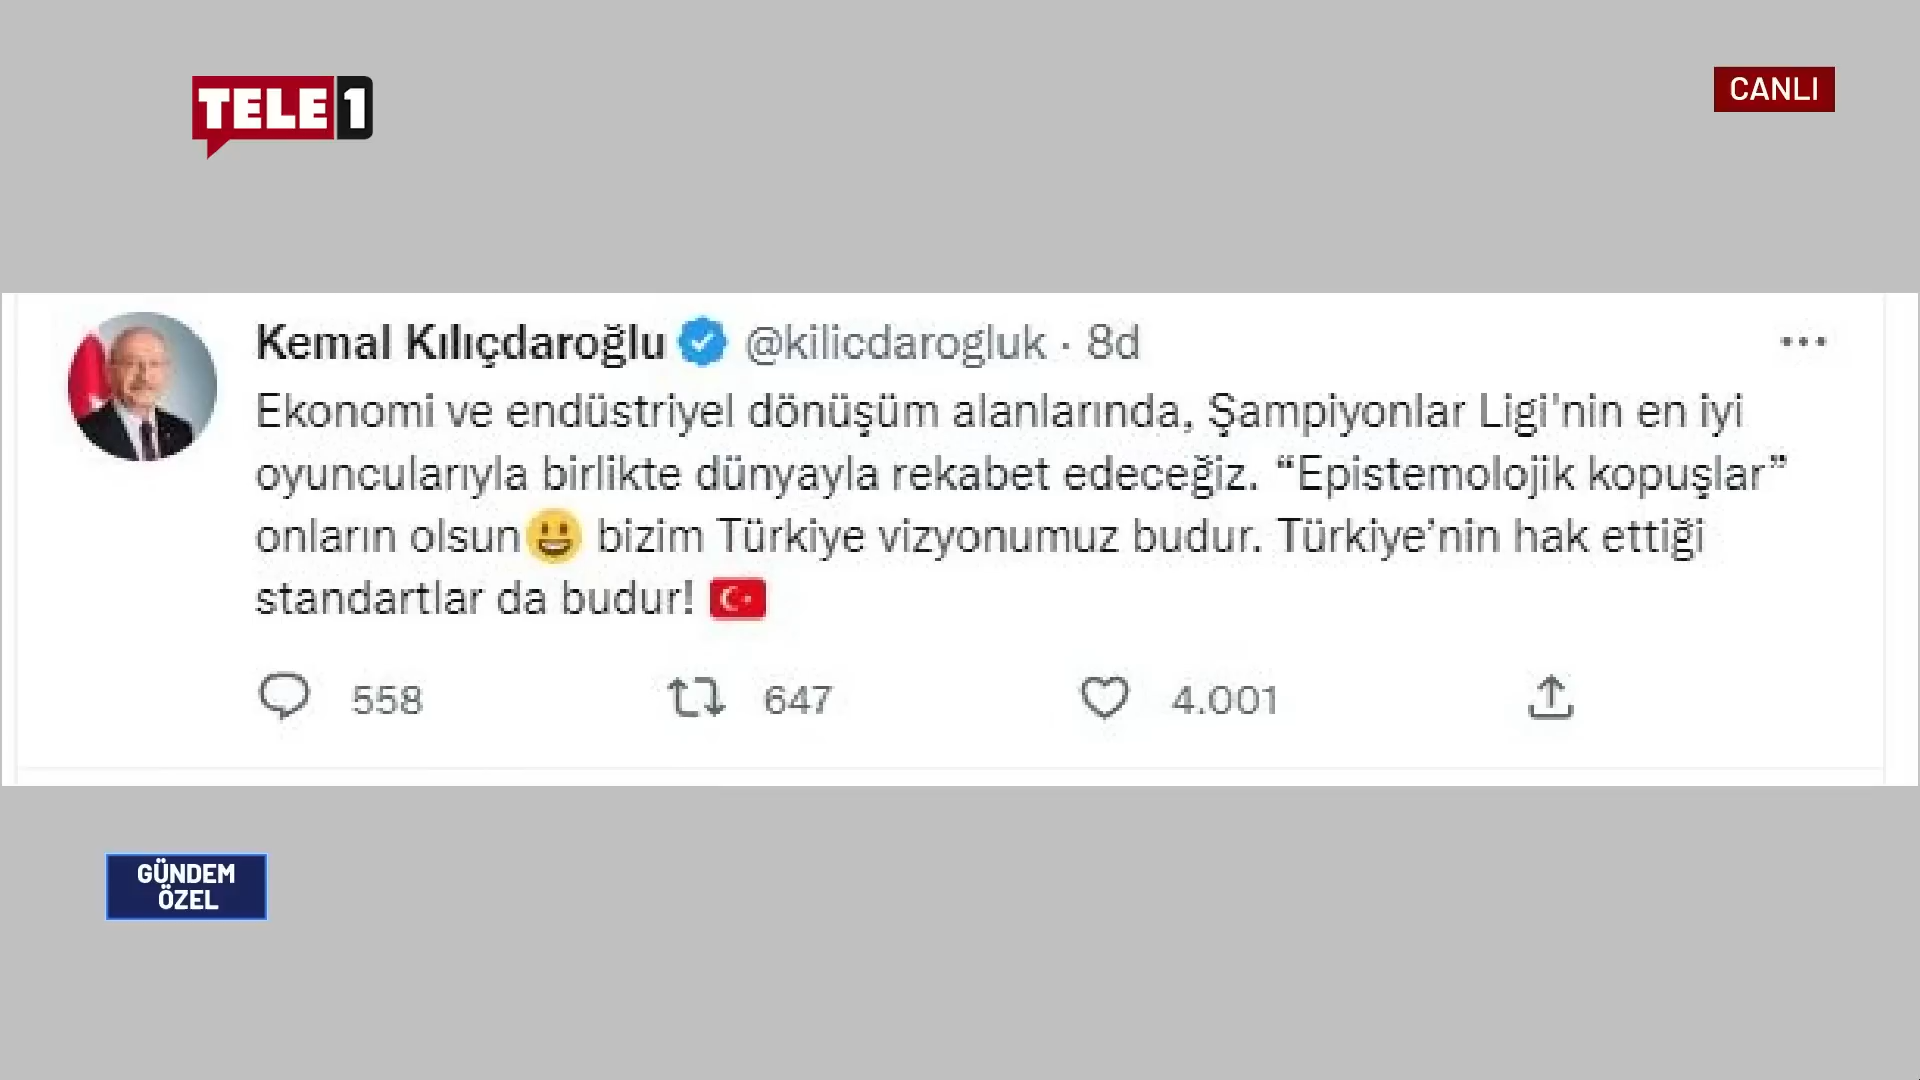 TELE1
CANLI
Kemal Kılıçdaroğlu @kilicdarogluk · 8d
Ekonomi ve endüstriyel dönüşüm alanlarında, Şampiyonlar Ligi'nin en iyi
oyuncularıyla birlikte dünyayla rekabet edeceğiz. “Epistemolojik kopuşlar”
onların olsun😃 bizim Türkiye vizyonumuz budur. Türkiye’nin hak ettiği
standartlar da budur! 🇹🇷
558 647 4.001
GÜNDEM
ÖZEL